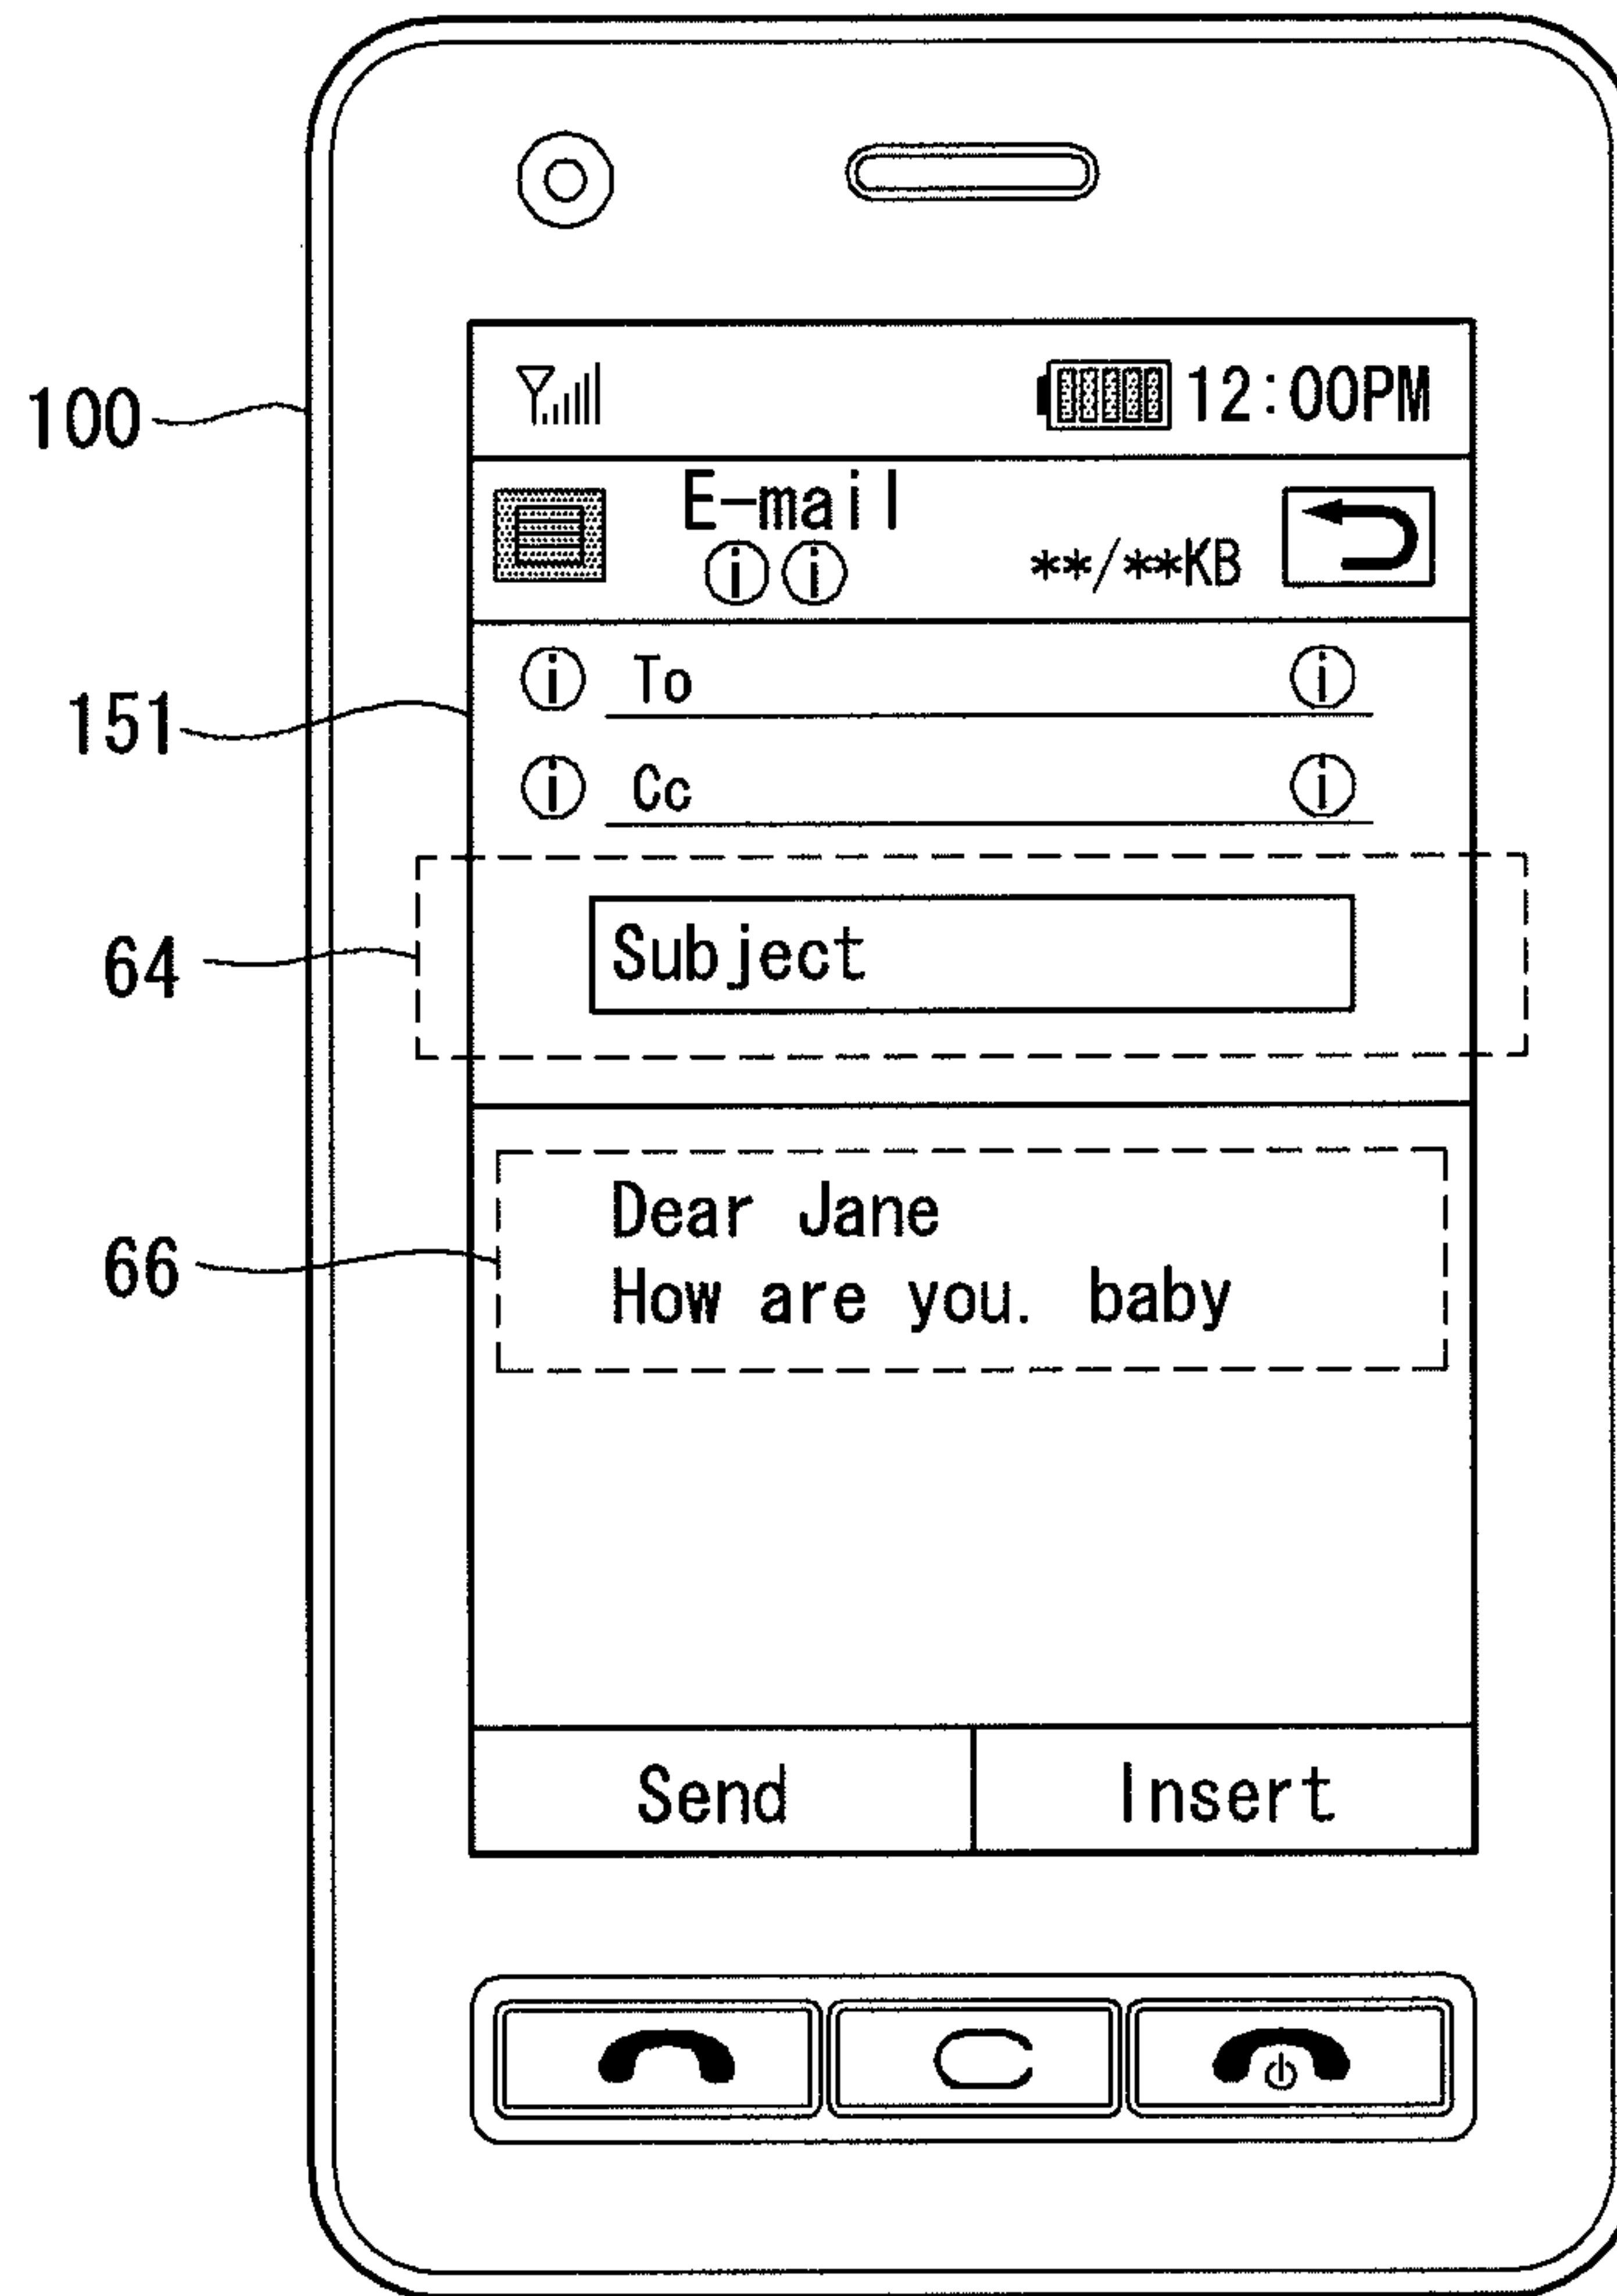 100
12:00PM
E-mail
i i **/**KB
151
i To i
i Cc i
64
Subject
66
Dear Jane
How are you. baby
Send Insert
C